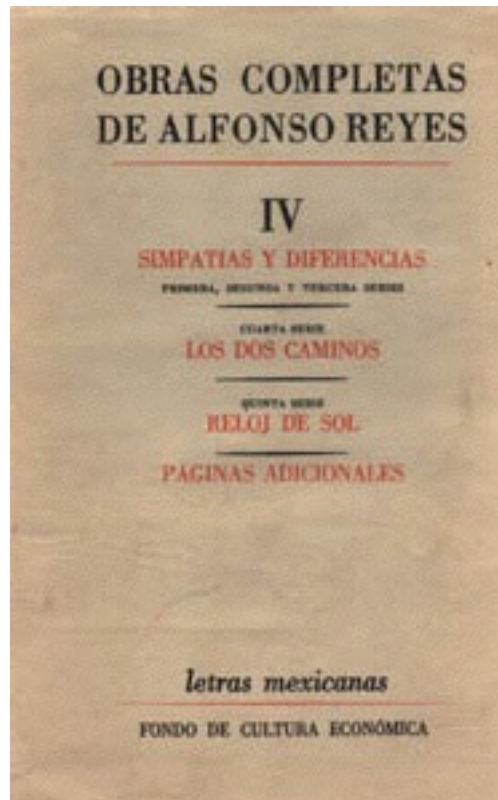 OBRAS COMPLETAS
DE ALFONSO REYES
IV
SIMPATIAS Y DIFERENCIAS
PRIMERA, SEGUNDA Y TERCERA SERIES
CUARTA SERIE
LOS DOS CAMINOS
QUINTA SERIE
RELOJ DE SOL
PAGINAS ADICIONALES
letras mexicanas
FONDO DE CULTURA ECONÓMICA